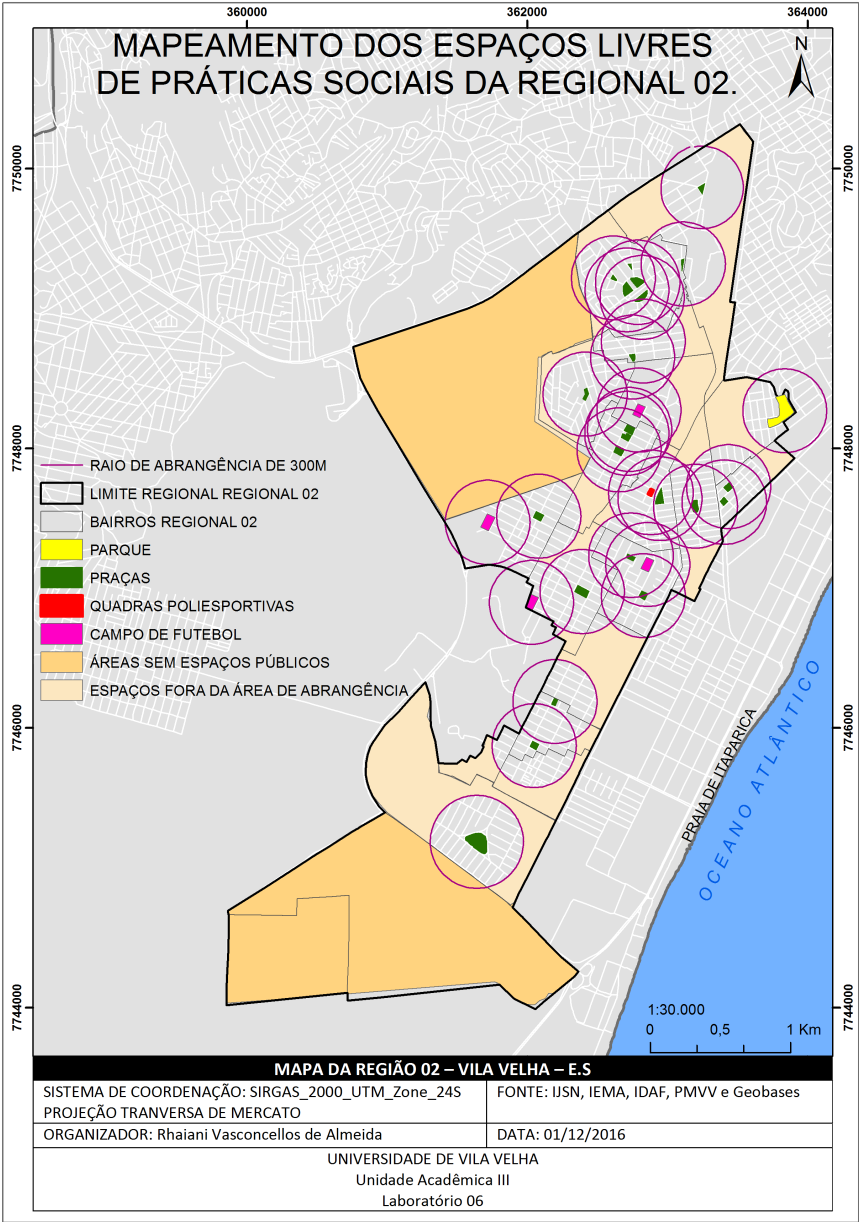 360000
362000
364000
MAPEAMENTO DOS ESPAÇOS LIVRES
DE PRÁTICAS SOCIAIS DA REGIONAL 02.
N
7750000
7750000
7748000
7748000
RAIO DE ABRANGÊNCIA DE 300M
LIMITE REGIONAL REGIONAL 02
BAIRROS REGIONAL 02
PARQUE
PRAÇAS
QUADRAS POLIESPORTIVAS
CAMPO DE FUTEBOL
ÁREAS SEM ESPAÇOS PÚBLICOS
ESPAÇOS FORA DA ÁREA DE ABRANGÊNCIA
7746000
7746000
PRAIA DE ITAPARICA
OCEANO ATLÂNTICO
7744000
7744000
1:30.000
0 0,5 1 Km
MAPA DA REGIÃO 02 – VILA VELHA – E.S
SISTEMA DE COORDENAÇÃO: SIRGAS_2000_UTM_Zone_24S
PROJEÇÃO TRANVERSA DE MERCATO
FONTE: IJSN, IEMA, IDAF, PMVV e Geobases
ORGANIZADOR: Rhaiani Vasconcellos de Almeida
DATA: 01/12/2016
UNIVERSIDADE DE VILA VELHA
Unidade Acadêmica III
Laboratório 06